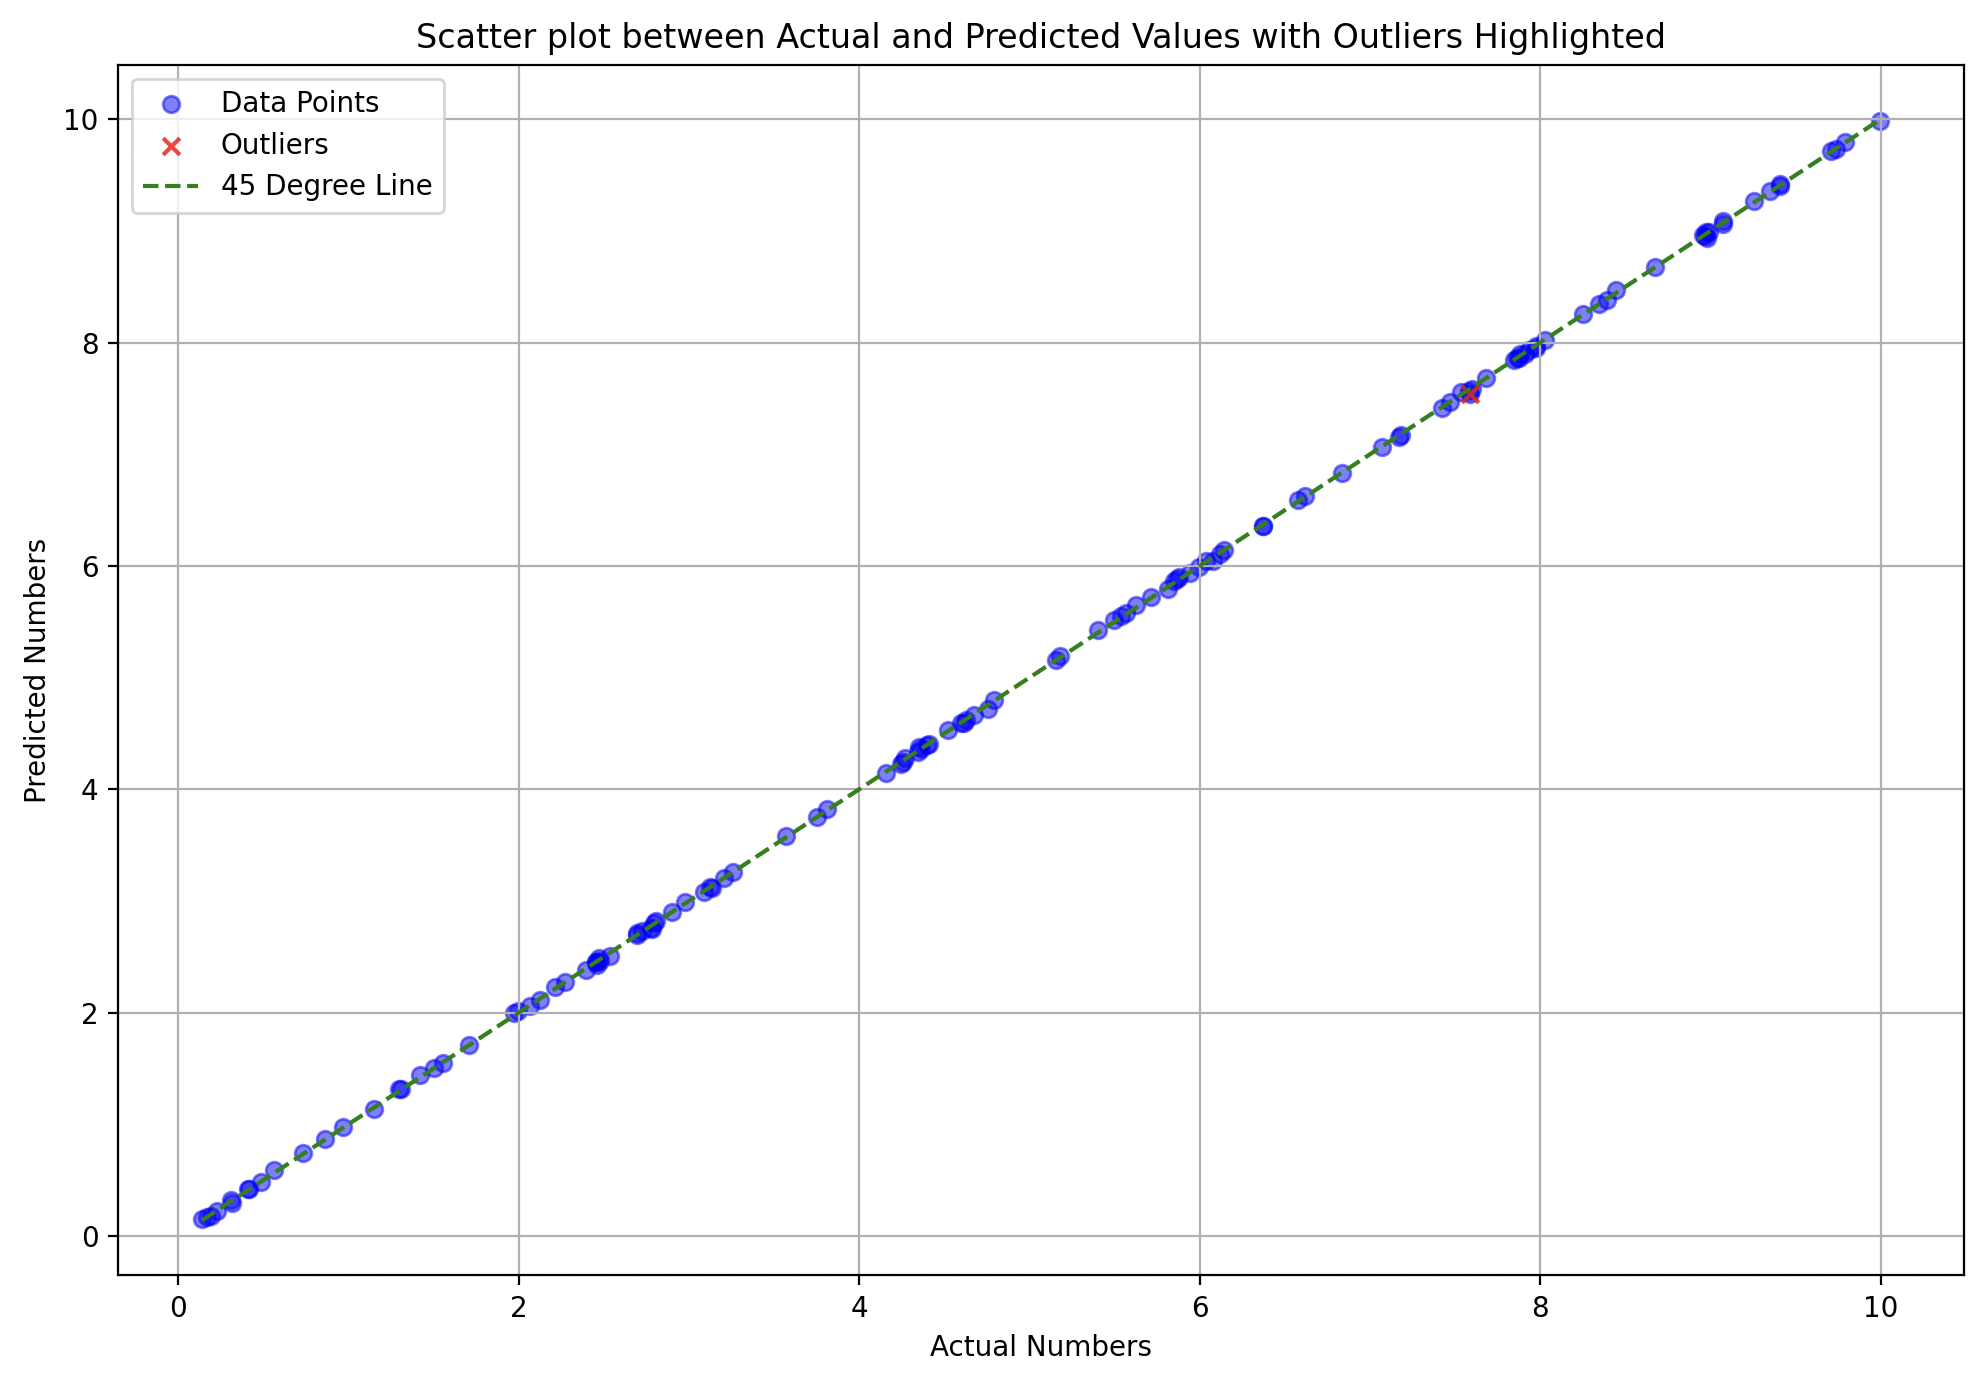 Scatter plot between Actual and Predicted Values with Outliers Highlighted
Data Points
Outliers
45 Degree Line
Predicted Numbers
10
8
6
4
2
0
0 2 4 6 8 10
Actual Numbers